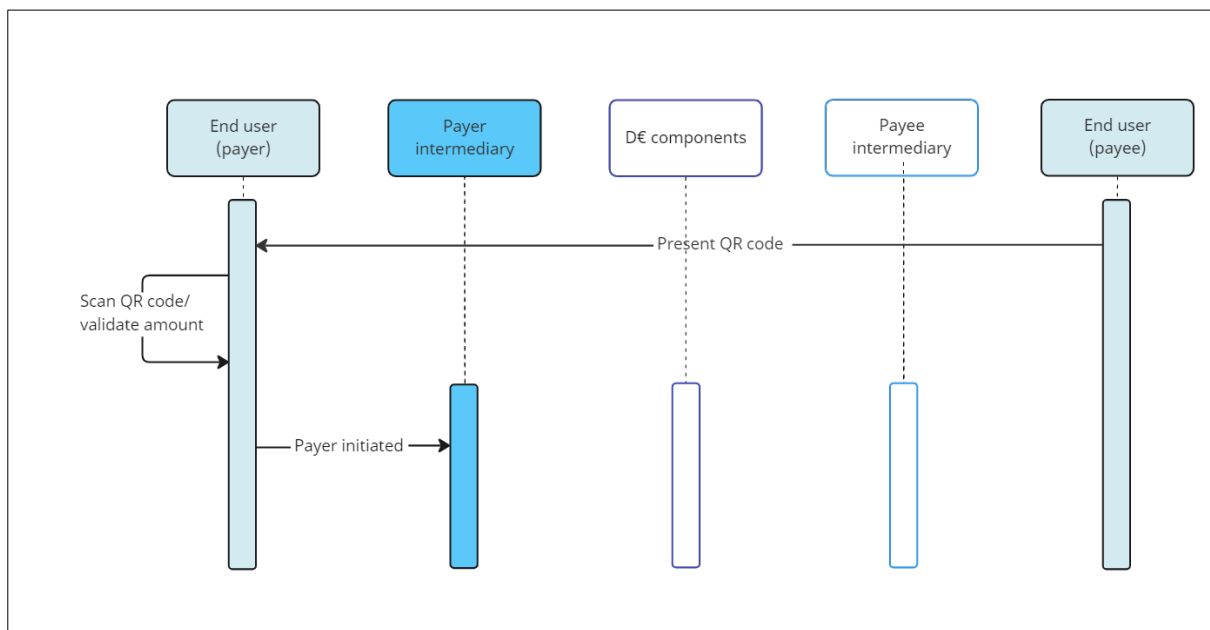 End user
(payer)
Payer
intermediary
D€ components
Payee
intermediary
End user
(payee)
Present QR code
Scan QR code/
validate amount
Payer initiated